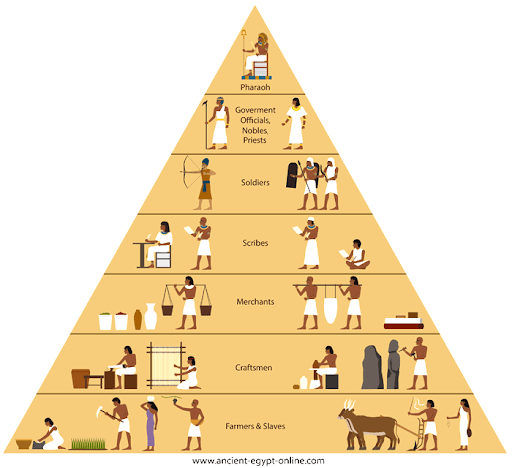 Pharaoh
Goverment
Officials,
Nobles,
Priests
Soldiers
Scribes
Merchants
Craftsmen
Farmers & Slaves
www.ancient-egypt-online.com